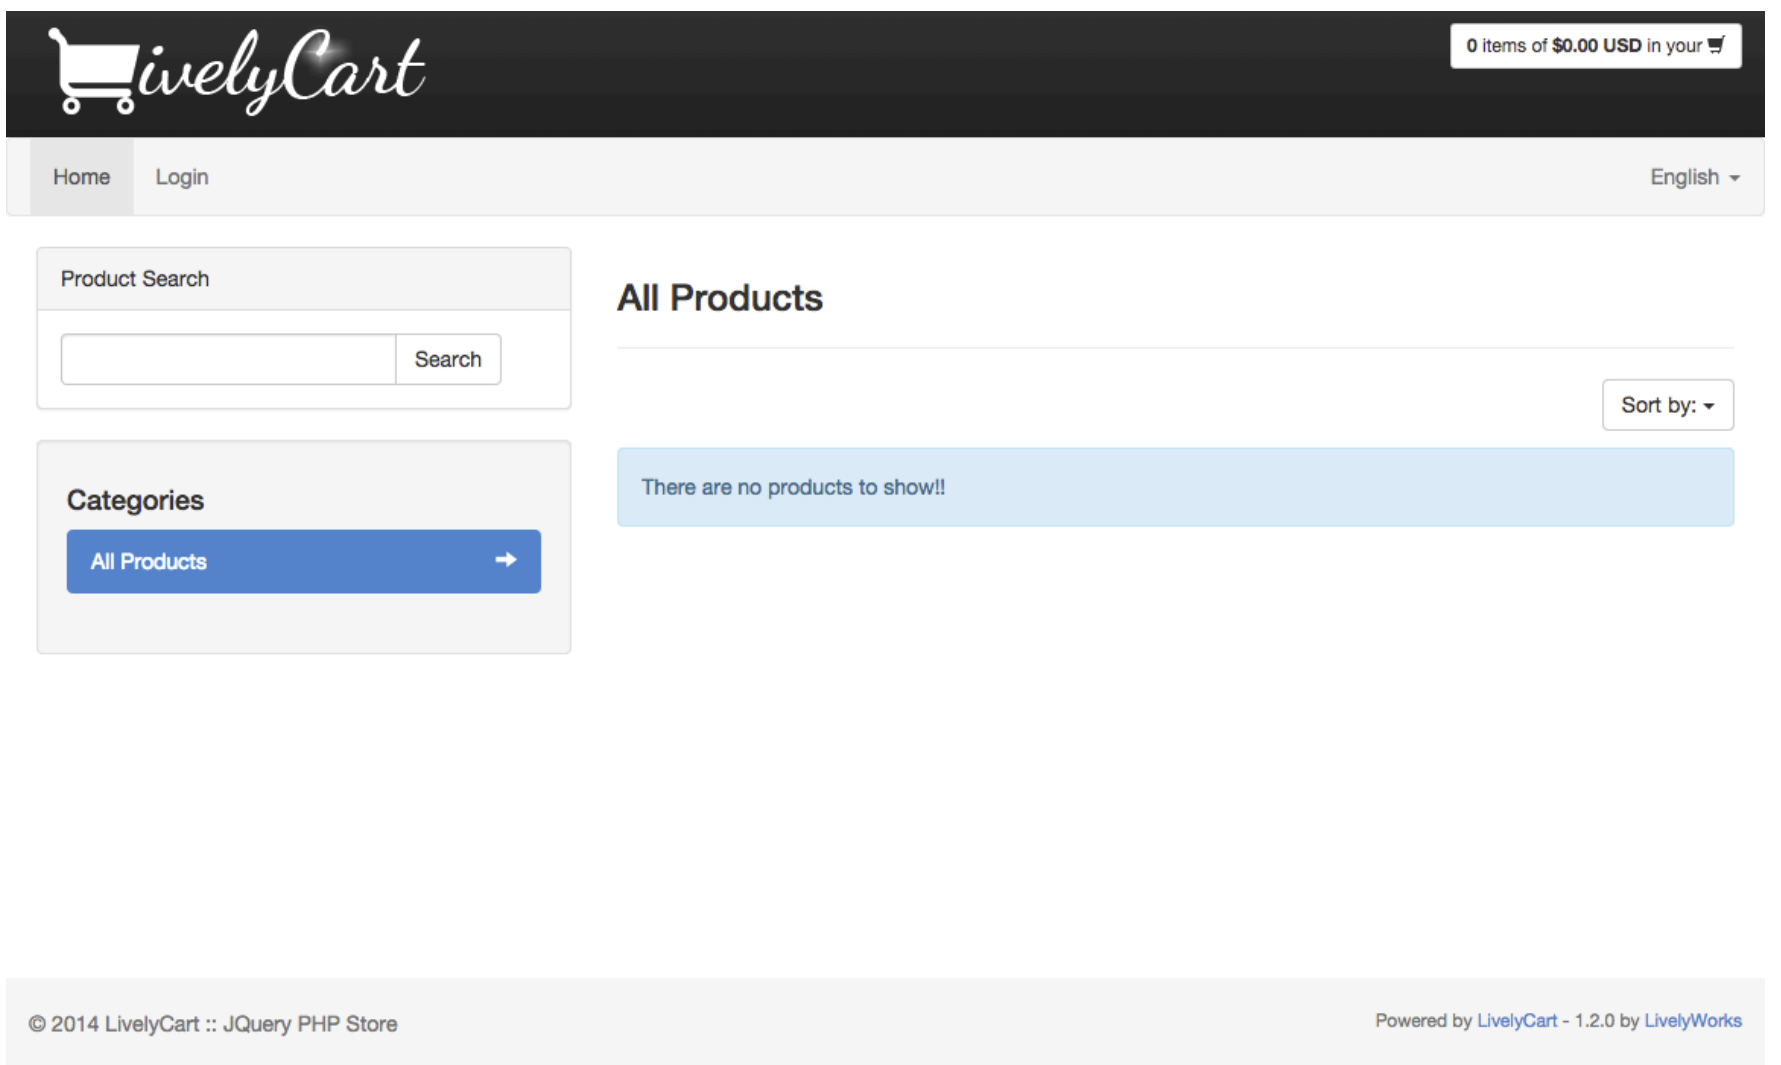 LivelyCart
0 items of $0.00 USD in your
Home
Login
English
Product Search
Search
Categories
All Products
All Products
Sort by:
There are no products to show!!
© 2014 LivelyCart :: JQuery PHP Store
Powered by LivelyCart - 1.2.0 by LivelyWorks